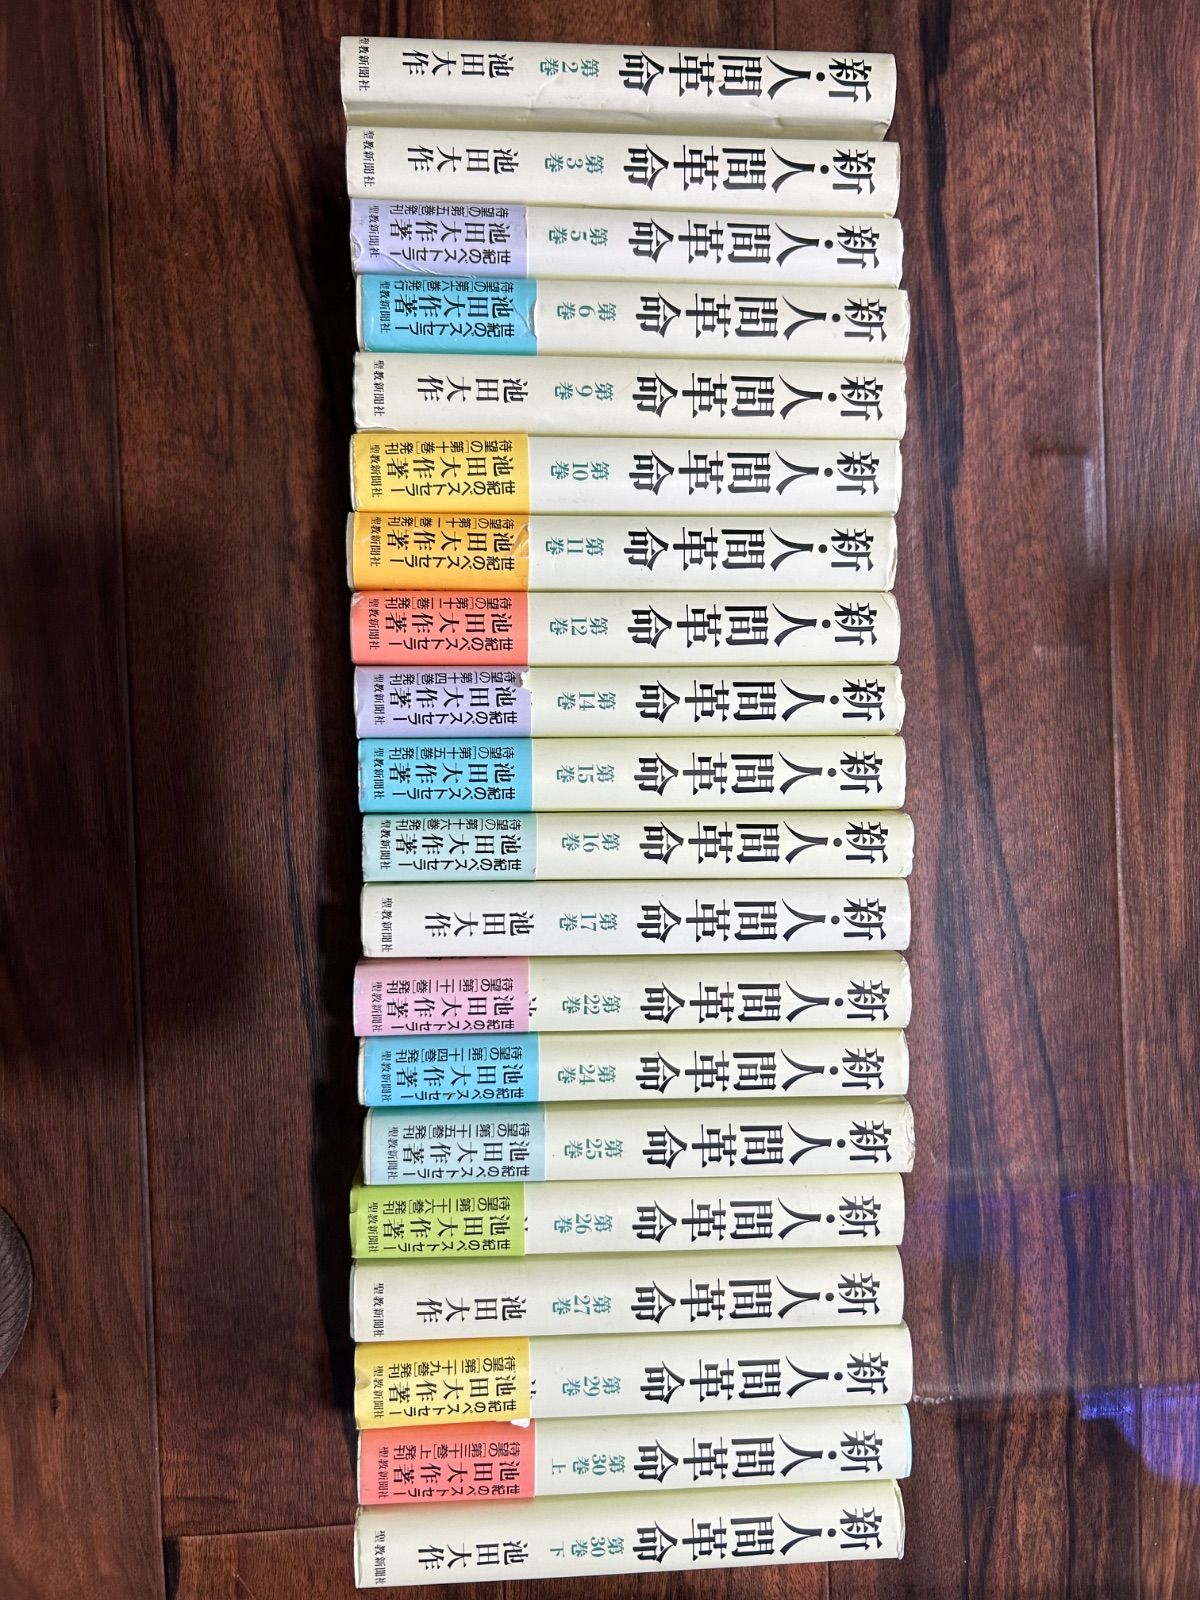 新・人間革命
第2巻
池田大作
聖教新聞社
新・人間革命
第3巻
池田大作
聖教新聞社
新・人間革命
第5巻
世紀のベストセラー
池田大作著
待望の「第五巻」発刊
聖教新聞社
新・人間革命
第6巻
世紀のベストセラー
池田大作著
待望の「第六巻」発行
聖教新聞社
新・人間革命
第9巻
池田大作
聖教新聞社
新・人間革命
第10巻
世紀のベストセラー
池田大作著
待望の「第十巻」発刊
聖教新聞社
新・人間革命
第11巻
世紀のベストセラー
池田大作著
待望の「第十一巻」発刊
聖教新聞社
新・人間革命
第12巻
世紀のベストセラー
池田大作著
待望の「第十二巻」発刊
聖教新聞社
新・人間革命
第14巻
世紀のベストセラー
池田大作著
待望の「第十四巻」発刊
聖教新聞社
新・人間革命
第15巻
世紀のベストセラー
池田大作著
待望の「第十五巻」発刊
聖教新聞社
新・人間革命
第16巻
世紀のベストセラー
池田大作著
待望の「第十六巻」発刊
聖教新聞社
新・人間革命
第17巻
池田大作
聖教新聞社
新・人間革命
第22巻
世紀のベストセラー
池田大作著
待望の「第二十二巻」発刊
聖教新聞社
新・人間革命
第24巻
世紀のベストセラー
池田大作著
待望の「第二十四巻」発刊
聖教新聞社
新・人間革命
第25巻
世紀のベストセラー
池田大作著
待望の「第二十五巻」発刊
聖教新聞社
新・人間革命
第26巻
世紀のベストセラー
池田大作著
待望の「第二十六巻」発刊
聖教新聞社
新・人間革命
第27巻
池田大作
聖教新聞社
新・人間革命
第29巻
世紀のベストセラー
池田大作著
待望の「第二十九巻」発刊
聖教新聞社
新・人間革命
第30巻 上
世紀のベストセラー
池田大作著
待望の「第三十巻上」発刊
聖教新聞社
新・人間革命
第30巻 下
池田大作
聖教新聞社